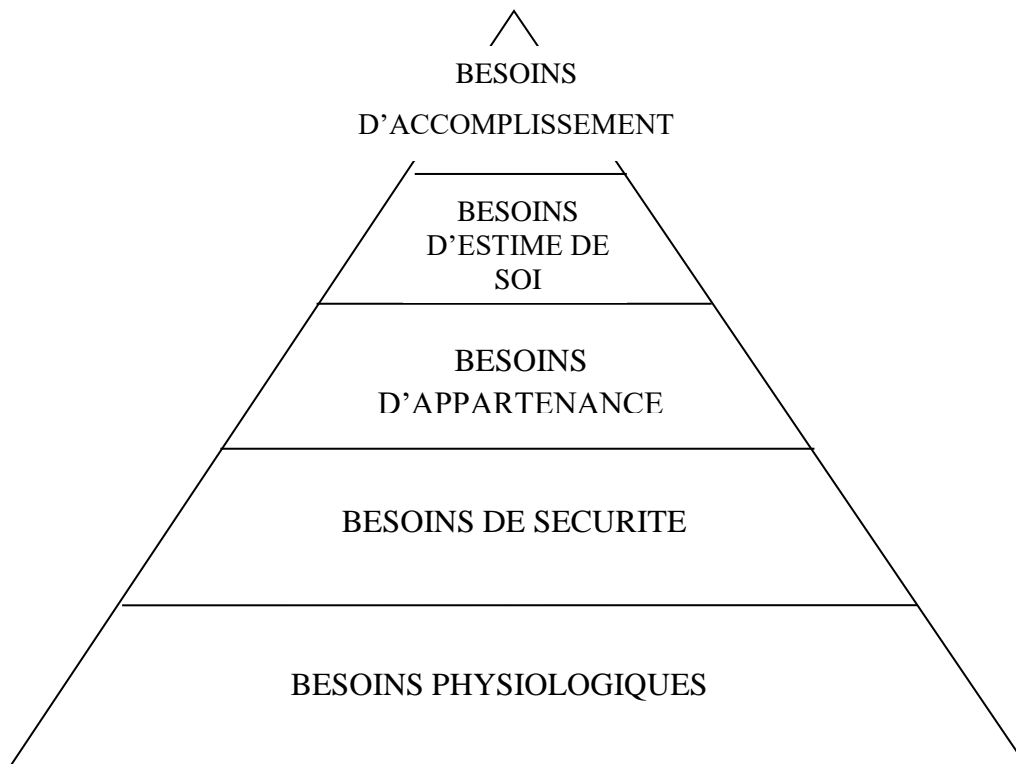 BESOINS
D’ACCOMPLISSEMENT
BESOINS
D’ESTIME DE
SOI
BESOINS
D’APPARTENANCE
BESOINS DE SECURITE
BESOINS PHYSIOLOGIQUES